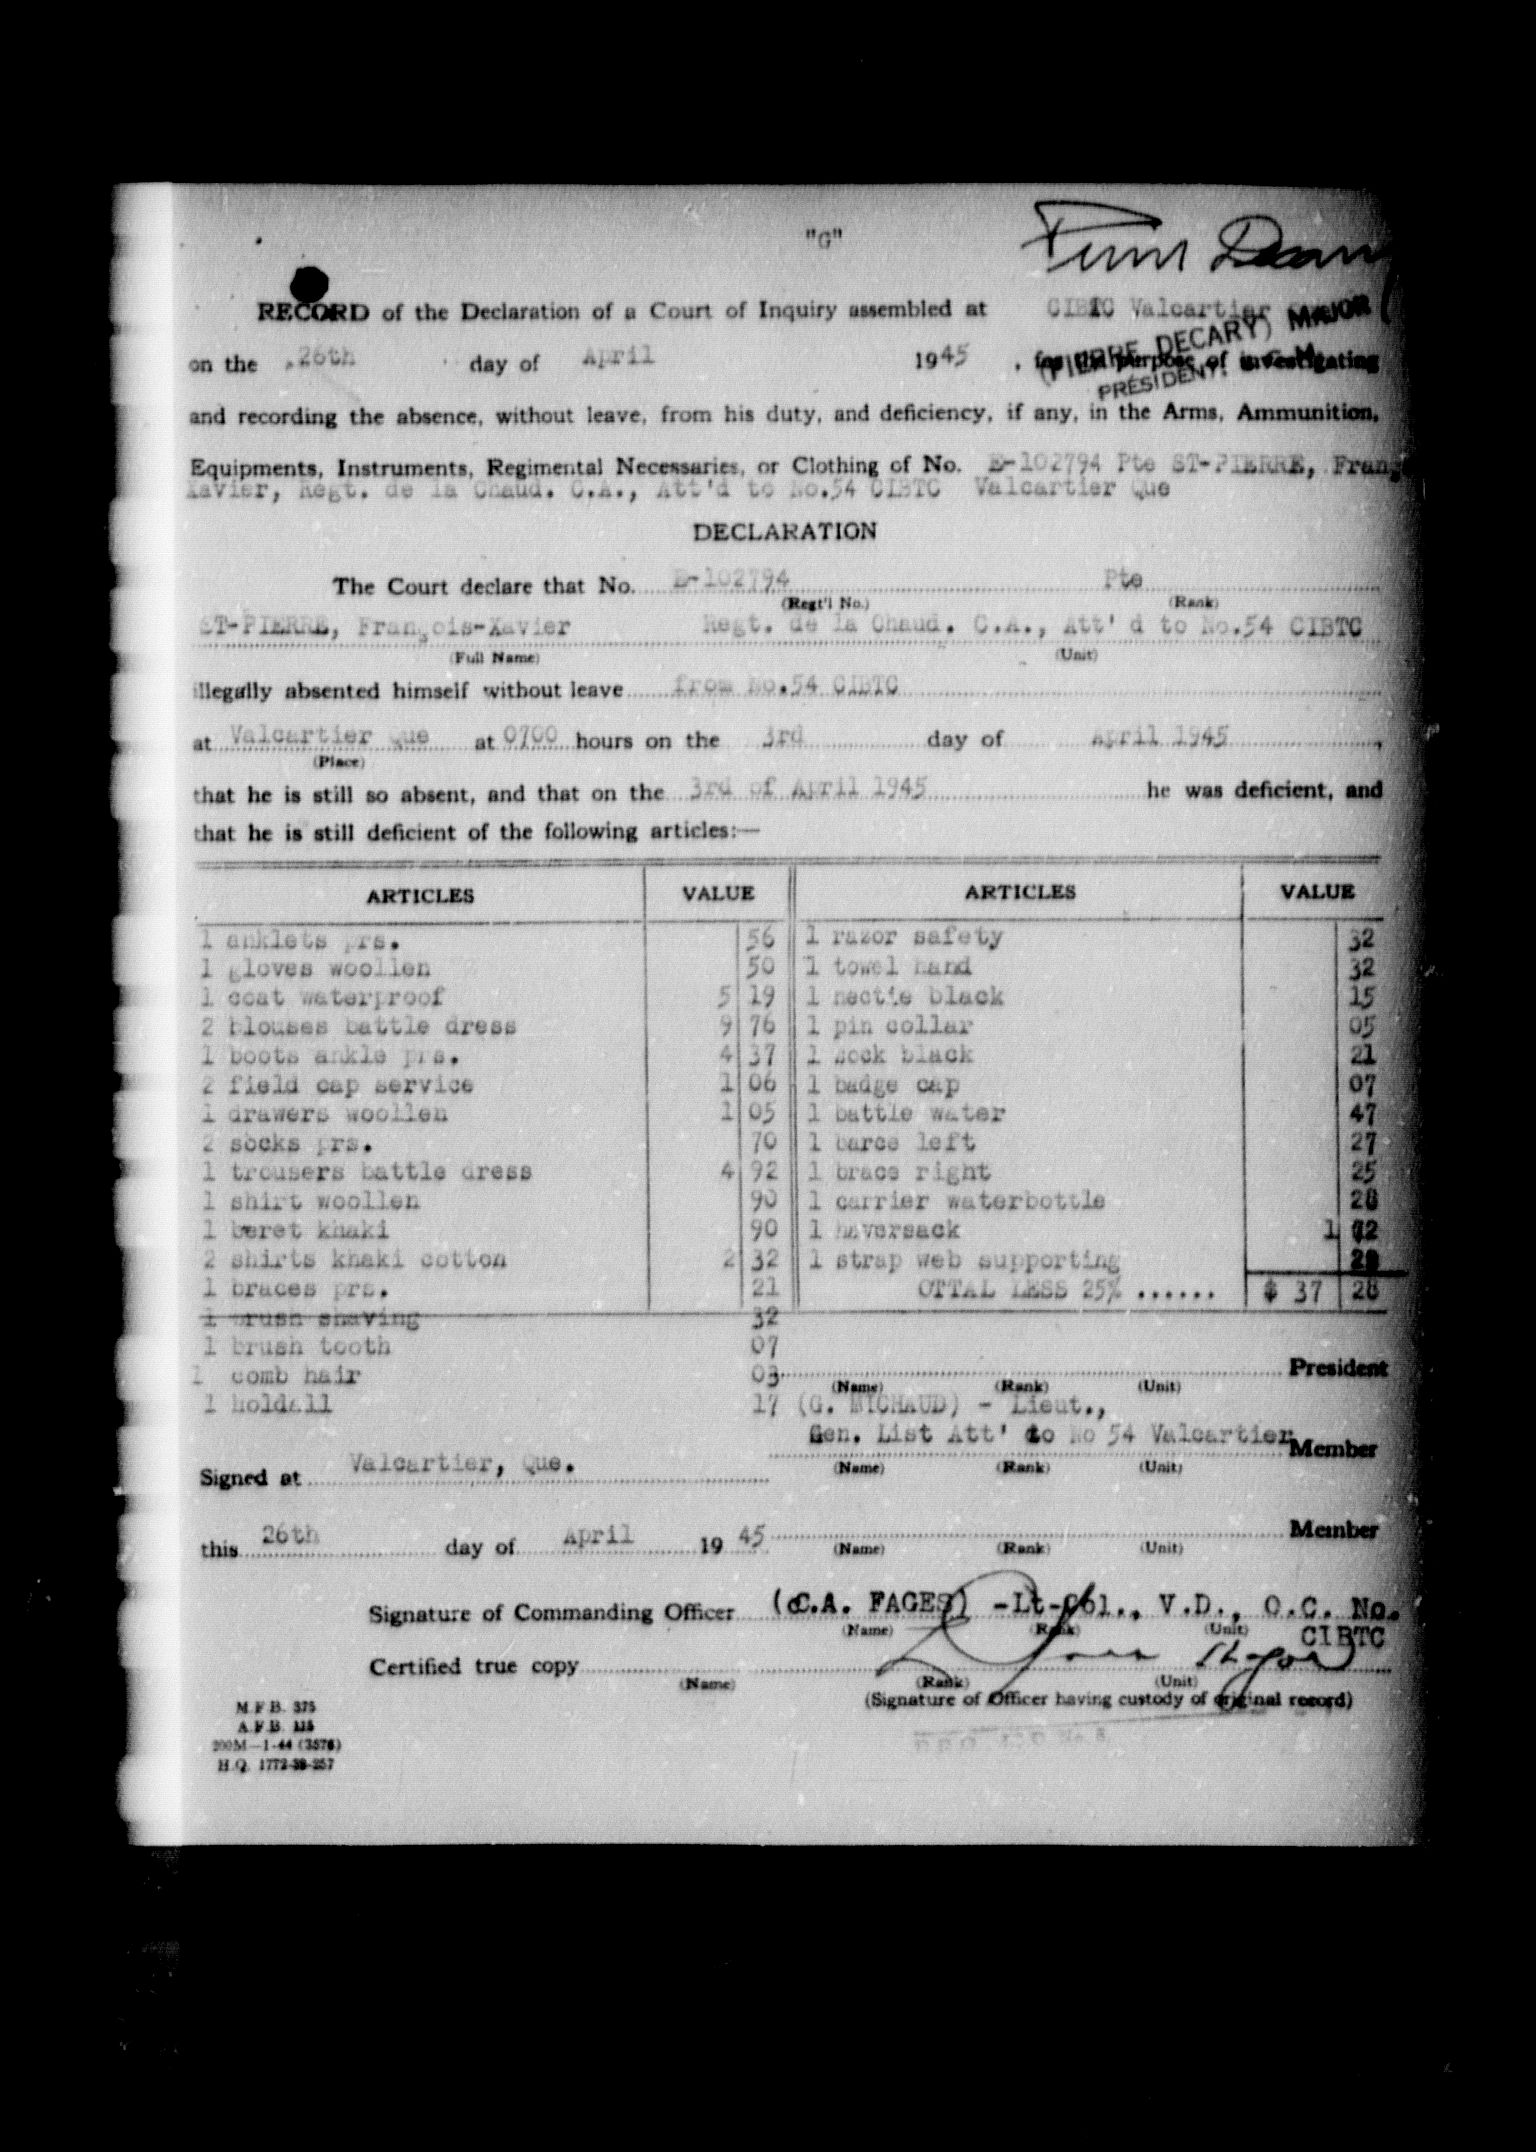 "G"
RECORD of the Declaration of a Court of Inquiry assembled at CIBTC Valcartier
(PIERRE DECARY) MAJOR
PRESIDENT.
on the 26th day of April 1945, for the purpose of investigating
and recording the absence, without leave, from his duty, and deficiency, if any, in the Arms, Ammunition,
Equipments, Instruments, Regimental Necessaries, or Clothing of No. E-102794 Pte ST-PIERRE, Franç
Xavier, Regt. de la Chaud. C.A., Att'd to No.54 CIBTC Valcartier Que
DECLARATION
The Court declare that No. E-102794 Pte
(Regt'l No.) (Rank)
ST-PIERRE, François-Xavier Regt. de la Chaud. C.A., Att' d to No.54 CIBTC
(Full Name) (Unit)
illegally absented himself without leave from No.54 CIBTC
at Valcartier Que at 0700 hours on the 3rd day of April 1945,
(Place)
that he is still so absent, and that on the 3rd of April 1945 he was deficient, and
that he is still deficient of the following articles:—
ARTICLES VALUE ARTICLES VALUE
1 anklets prs. 56 1 razor safety 32
1 gloves woollen 50 1 towel hand 32
1 coat waterproof 5 19 1 nectie black 15
2 blouses battle dress 9 76 1 pin collar 05
1 boots ankle prs. 4 37 1 sock black 21
2 field cap service 1 06 1 badge cap 07
1 drawers woollen 1 05 1 battle water 47
2 socks prs. 70 1 barce left 27
1 trousers battle dress 4 92 1 brace right 25
1 shirt woollen 90 1 carrier waterbottle 28
1 beret khaki 90 1 haversack 1
2 shirts khaki cotton 2 32 1 strap web supporting
1 braces prs. 21 OTTAL LESS 25% ...... $ 37 28
1 brush shaving 32
1 brush tooth 07
1 comb hair 03 President
(Name) (Rank) (Unit)
1 holdall 17 (G. MICHAUD) - Lieut.,
Gen. List Att' to No 54 Valcartier Member
(Name) (Rank) (Unit)
Signed at Valcartier, Que.
this 26th day of April 19 45 Member
(Name) (Rank) (Unit)
Signature of Commanding Officer (C.A. FAGES) -Lt-Col., V.D., O.C. No.
(Name) (Rank) (Unit) CIBTC
Certified true copy
(Name) (Rank) (Unit)
(Signature of Officer having custody of original record)
M.F.B. 375
A.F.B. 115
200M—1-44 (3576)
H.Q. 1772-39-257